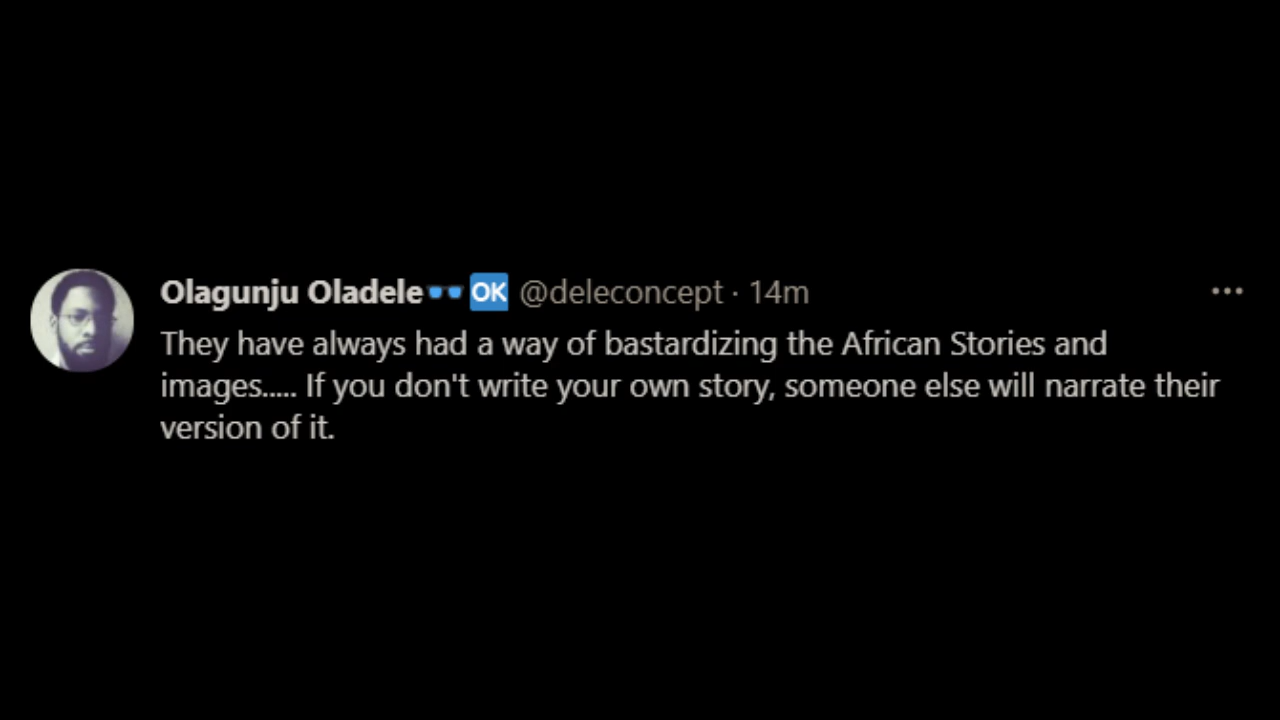 Olagunju Oladele🕶️🆗 @deleconcept · 14m
They have always had a way of bastardizing the African Stories and
images..... If you don't write your own story, someone else will narrate their
version of it.